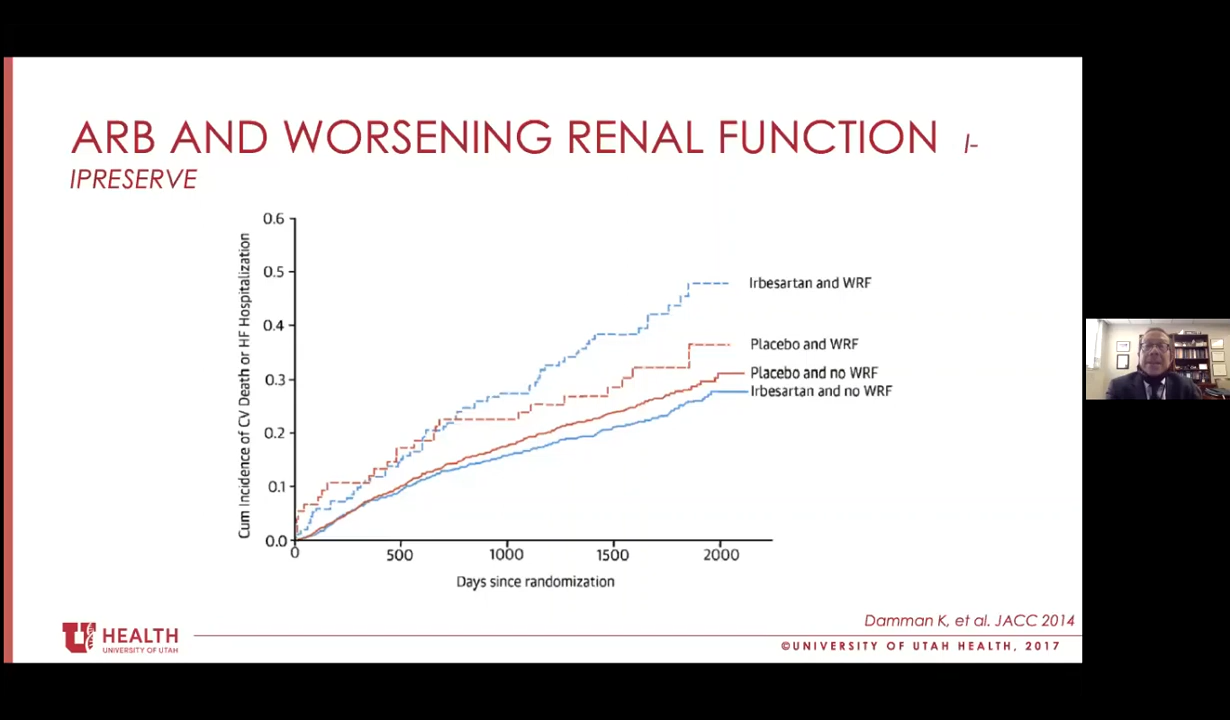 ARB AND WORSENING RENAL FUNCTION I-
IPRESERVE
Cum Incidence of CV Death or HF Hospitalization
0.6
0.5
0.4
0.3
0.2
0.1
0.0
Irbesartan and WRF
Placebo and WRF
Placebo and no WRF
Irbesartan and no WRF
0 500 1000 1500 2000
Days since randomization
Damman K, et al. JACC 2014
U HEALTH
UNIVERSITY OF UTAH
©UNIVERSITY OF UTAH HEALTH, 2017